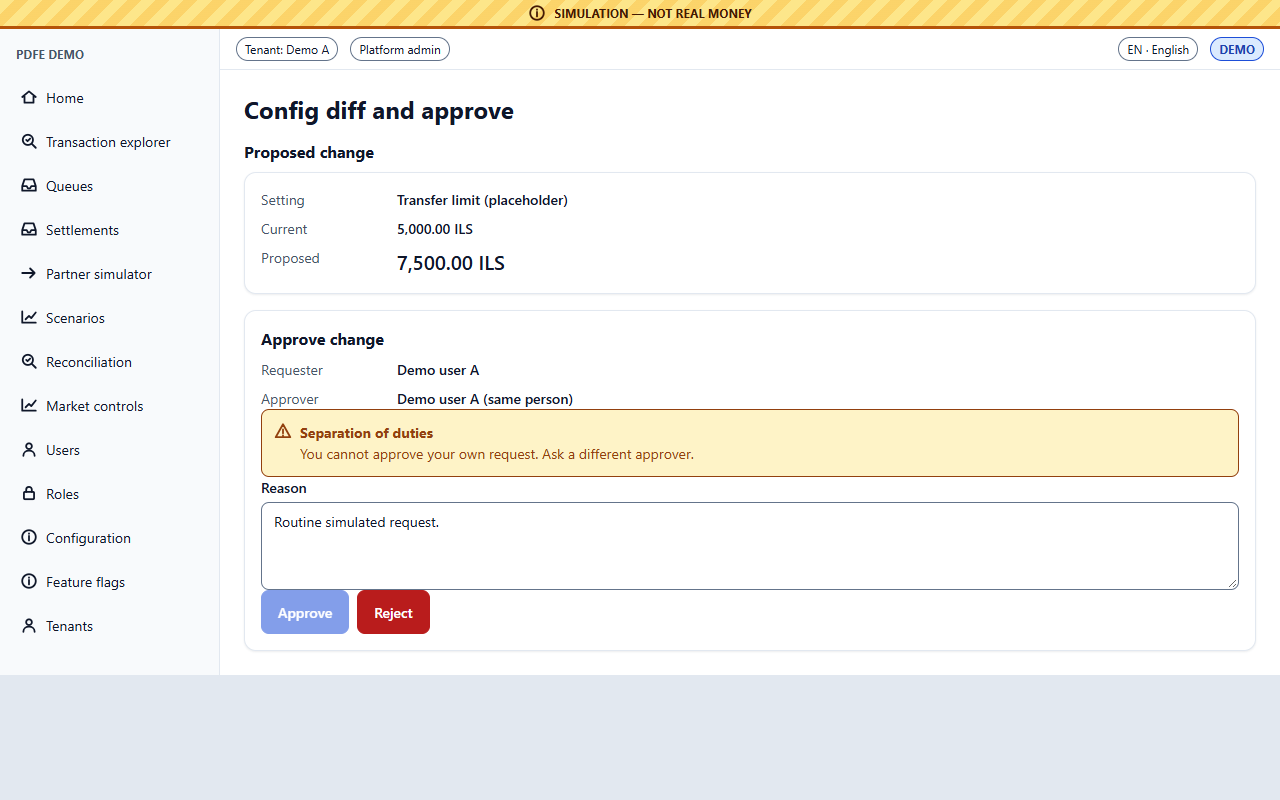 SIMULATION — NOT REAL MONEY
PDFE DEMO
Tenant: Demo A
Platform admin
EN · English
DEMO
Home
Transaction explorer
Queues
Settlements
Partner simulator
Scenarios
Reconciliation
Market controls
Users
Roles
Configuration
Feature flags
Tenants
Config diff and approve
Proposed change
Setting Transfer limit (placeholder)
Current 5,000.00 ILS
Proposed 7,500.00 ILS
Approve change
Requester Demo user A
Approver Demo user A (same person)
Separation of duties
You cannot approve your own request. Ask a different approver.
Reason
Routine simulated request.
Approve Reject